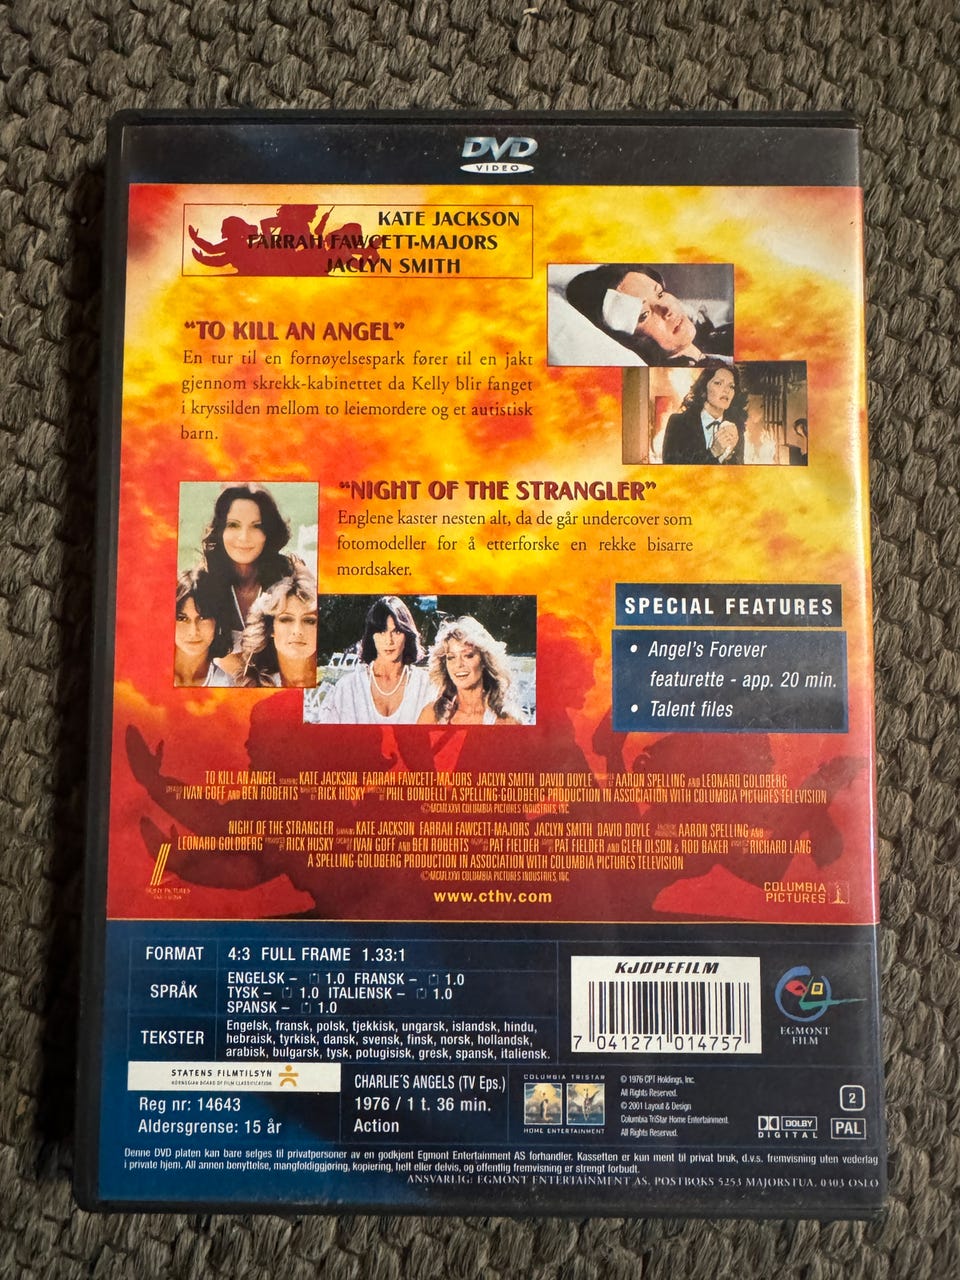 DVD
VIDEO
KATE JACKSON
FARRAH FAWCETT-MAJORS
JACLYN SMITH
"TO KILL AN ANGEL"
En tur til en fornøyelsespark fører til en jakt
gjennom skrekk-kabinettet da Kelly blir fanget
i kryssilden mellom to leiemordere og et autistisk
barn.
"NIGHT OF THE STRANGLER"
Englene kaster nesten alt, da de går undercover som
fotomodeller for å etterforske en rekke bisarre
mordsaker.
SPECIAL FEATURES
• Angel's Forever
featurette - app. 20 min.
• Talent files
TO KILL AN ANGEL KATE JACKSON FARRAH FAWCETT-MAJORS JACLYN SMITH DAVID DOYLE AARON SPELLING AND LEONARD GOLDBERG
IVAN GOFF AND BEN ROBERTS RICK HUSKY PHIL BONDELLI A SPELLING-GOLDBERG PRODUCTION IN ASSOCIATION WITH COLUMBIA PICTURES TELEVISION
©MCMLXXVI COLUMBIA PICTURES INDUSTRIES, INC.
NIGHT OF THE STRANGLER KATE JACKSON FARRAH FAWCETT-MAJORS JACLYN SMITH DAVID DOYLE AARON SPELLING AND
LEONARD GOLDBERG RICK HUSKY IVAN GOFF AND BEN ROBERTS PAT FIELDER PAT FIELDER AND GLEN OLSON & ROD BAKER RICHARD LANG
A SPELLING-GOLDBERG PRODUCTION IN ASSOCIATION WITH COLUMBIA PICTURES TELEVISION
©MCMLXXVI COLUMBIA PICTURES INDUSTRIES, INC.
www.cthv.com
COLUMBIA
PICTURES
FORMAT 4:3 FULL FRAME 1.33:1
SPRÅK
ENGELSK – 1.0 FRANSK – 1.0
TYSK – 1.0 ITALIENSK – 1.0
SPANSK – 1.0
TEKSTER
Engelsk, fransk, polsk, tjekkisk, ungarsk, islandsk, hindu,
hebraisk, tyrkisk, dansk, svensk, finsk, norsk, hollandsk,
arabisk, bulgarsk, tysk, potugisisk, gresk, spansk, italiensk.
KJØPEFILM
7 041271 014757
EGMONT
FILM
STATENS FILMTILSYN
NORWEGIAN BOARD OF FILM CLASSIFICATION
Reg nr: 14643
Aldersgrense: 15 år
CHARLIE'S ANGELS (TV Eps.)
1976 / 1 t. 36 min.
Action
COLUMBIA TRISTAR
HOME ENTERTAINMENT
© 1976 CPT Holdings, Inc.
All Rights Reserved.
© 2001 Layout & Design
Columbia TriStar Home Entertainment.
All Rights Reserved.
DOLBY
DIGITAL
2
PAL
Denne DVD platen kan bare selges til privatpersoner av en godkjent Egmont Entertainment AS forhandler. Kassetten er kun ment til privat bruk, d.v.s. fremvisning uten vederlag
i private hjem. All annen benyttelse, mangfoldiggjøring, kopiering, helt eller delvis, og offentlig fremvisning er strengt forbudt.
ANSVARLIG: EGMONT ENTERTAINMENT AS, POSTBOKS 5253 MAJORSTUA, 0303 OSLO